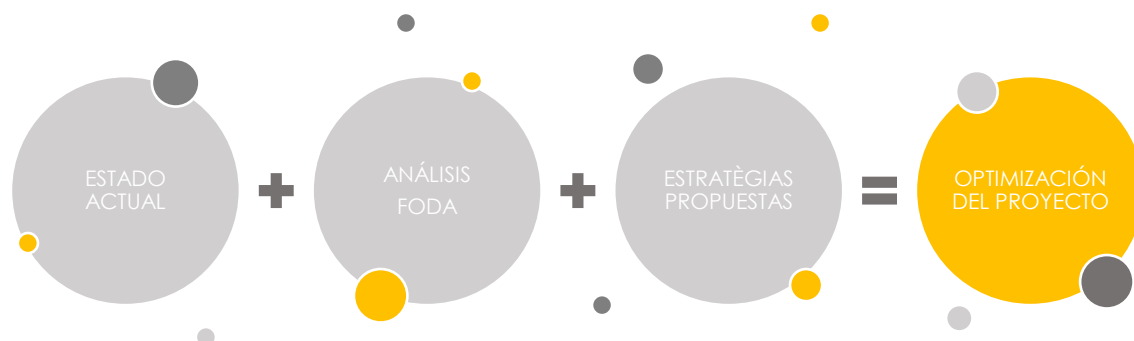 ESTADO
ACTUAL
ANÁLISIS
FODA
ESTRATÈGIAS
PROPUESTAS
OPTIMIZACIÓN
DEL PROYECTO